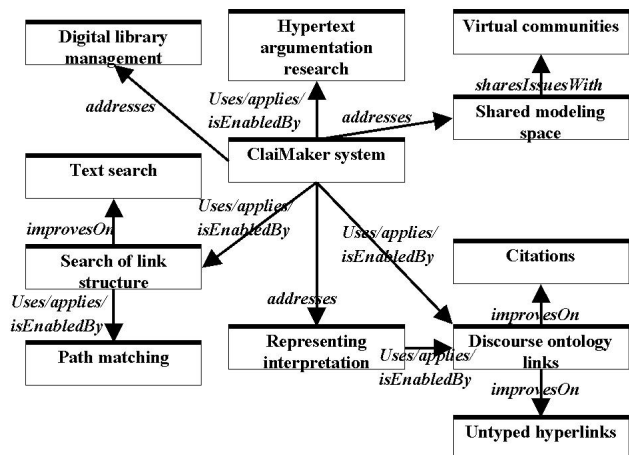 Digital library
management
Hypertext
argumentation
research
Virtual communities
addresses
Uses/applies/
isEnabledBy
addresses
sharesIssuesWith
Shared modeling
space
ClaiMaker system
Text search
improvesOn
Uses/applies/
isEnabledBy
Uses/applies/
isEnabledBy
Search of link
structure
Citations
Uses/applies/
isEnabledBy
addresses
improvesOn
Path matching
Representing
interpretation
Uses/applies/
isEnabledBy
Discourse ontology
links
improvesOn
Untyped hyperlinks